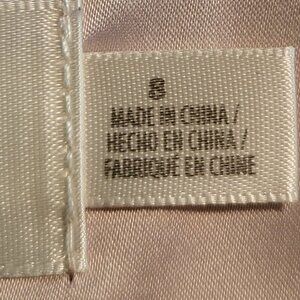 8
MADE IN CHINA /
HECHO EN CHINA /
FABRIQUÉ EN CHINE